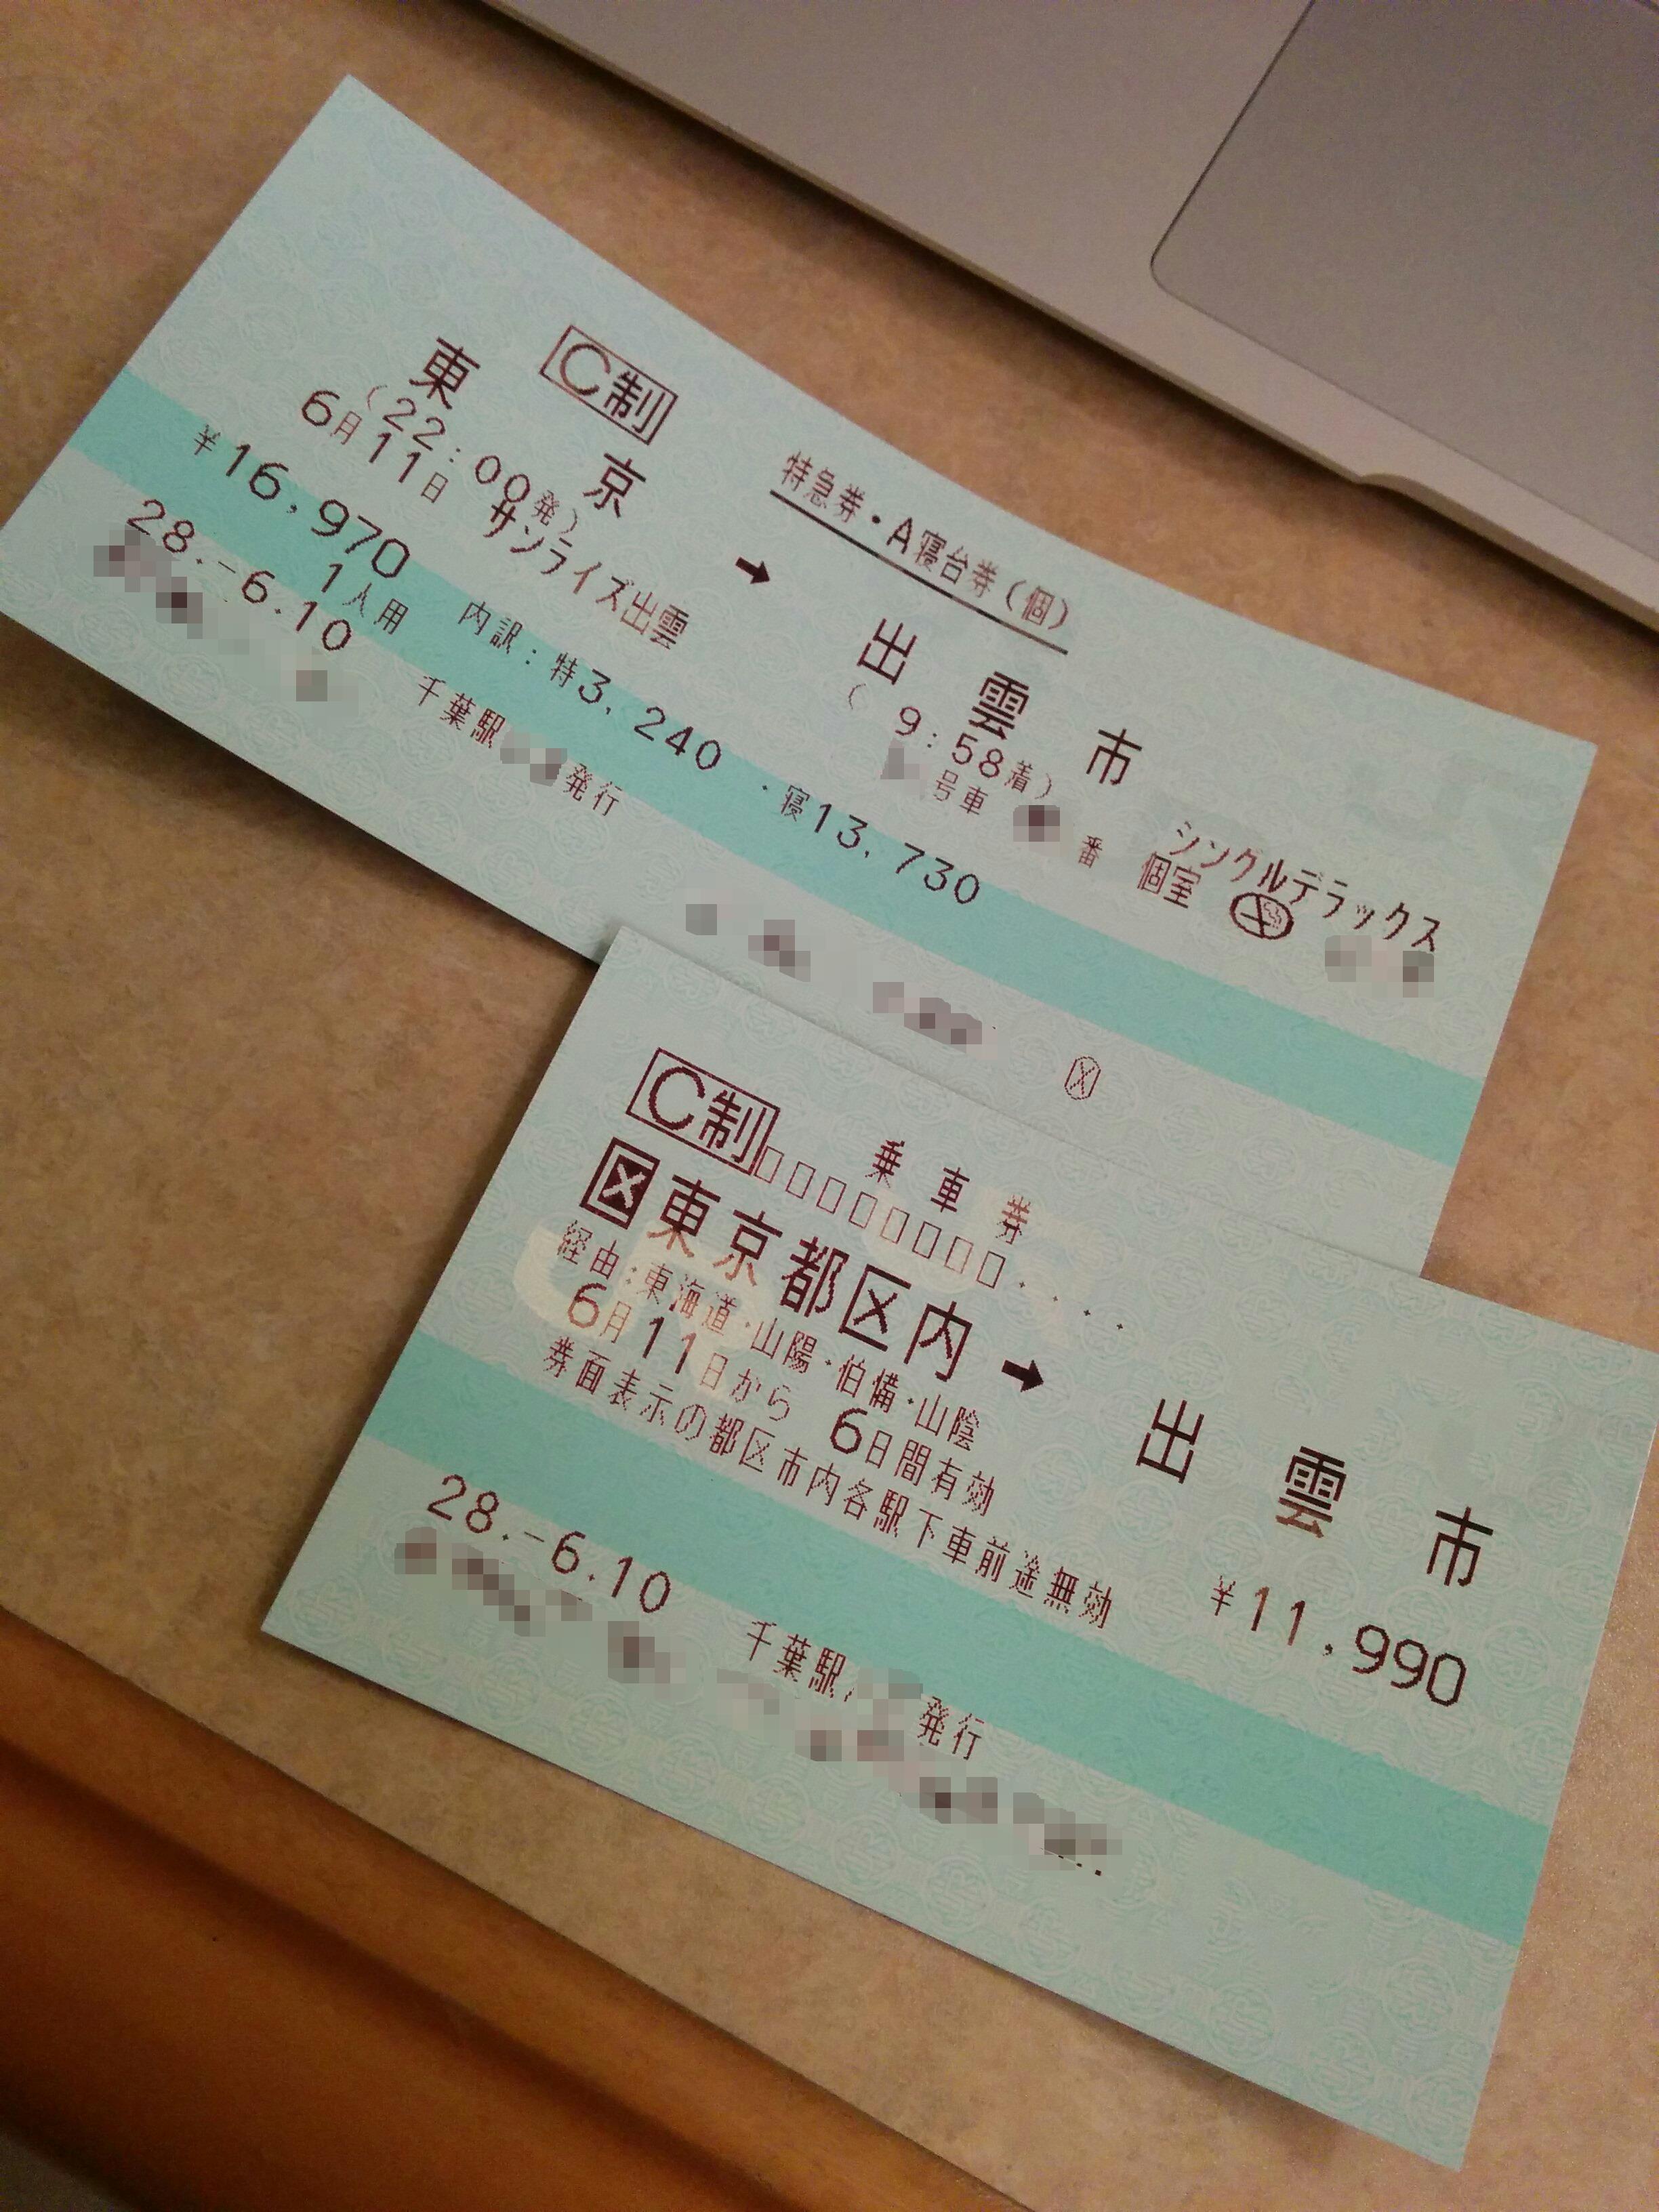 C制
特急券・A寝台券(個)
東京 → 出雲市
(22:00発) ( 9:58着)
6月11日 サンライズ出雲 号車 番 個室
シングルデラックス
¥16,970
1人用 内訳:特3,240・寝13,730
28.-6.10 千葉駅 発行
C制 乗車券
区 東京都区内 → 出雲市
経由:東海道・山陽・伯備・山陰
6月11日から 6日間有効 ¥11,990
券面表示の都区市内各駅下車前途無効
28.-6.10 千葉駅 発行